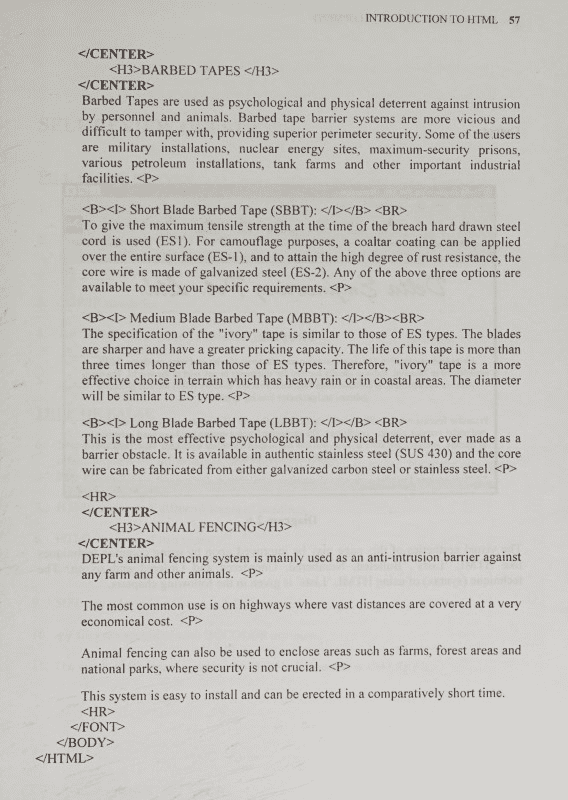 INTRODUCTION TO HTML 57
</CENTER>
<H3>BARBED TAPES </H3>
</CENTER>
Barbed Tapes are used as psychological and physical deterrent against intrusion
by personnel and animals. Barbed tape barrier systems are more vicious and
difficult to tamper with, providing superior perimeter security. Some of the users
are military installations, nuclear energy sites, maximum-security prisons,
various petroleum installations, tank farms and other important industrial
facilities. <P>
<B><I> Short Blade Barbed Tape (SBBT): </I></B> <BR>
To give the maximum tensile strength at the time of the breach hard drawn steel
cord is used (ES1). For camouflage purposes, a coaltar coating can be applied
over the entire surface (ES-1), and to attain the high degree of rust resistance, the
core wire is made of galvanized steel (ES-2). Any of the above three options are
available to meet your specific requirements. <P>
<B><I> Medium Blade Barbed Tape (MBBT): </I></B><BR>
The specification of the "ivory" tape is similar to those of ES types. The blades
are sharper and have a greater pricking capacity. The life of this tape is more than
three times longer than those of ES types. Therefore, "ivory" tape is a more
effective choice in terrain which has heavy rain or in coastal areas. The diameter
will be similar to ES type. <P>
<B><I> Long Blade Barbed Tape (LBBT): </I></B> <BR>
This is the most effective psychological and physical deterrent, ever made as a
barrier obstacle. It is available in authentic stainless steel (SUS 430) and the core
wire can be fabricated from either galvanized carbon steel or stainless steel. <P>
<HR>
</CENTER>
<H3>ANIMAL FENCING</H3>
</CENTER>
DEPL's animal fencing system is mainly used as an anti-intrusion barrier against
any farm and other animals. <P>
The most common use is on highways where vast distances are covered at a very
economical cost. <P>
Animal fencing can also be used to enclose areas such as farms, forest areas and
national parks, where security is not crucial. <P>
This system is easy to install and can be erected in a comparatively short time.
<HR>
</FONT>
</BODY>
</HTML>